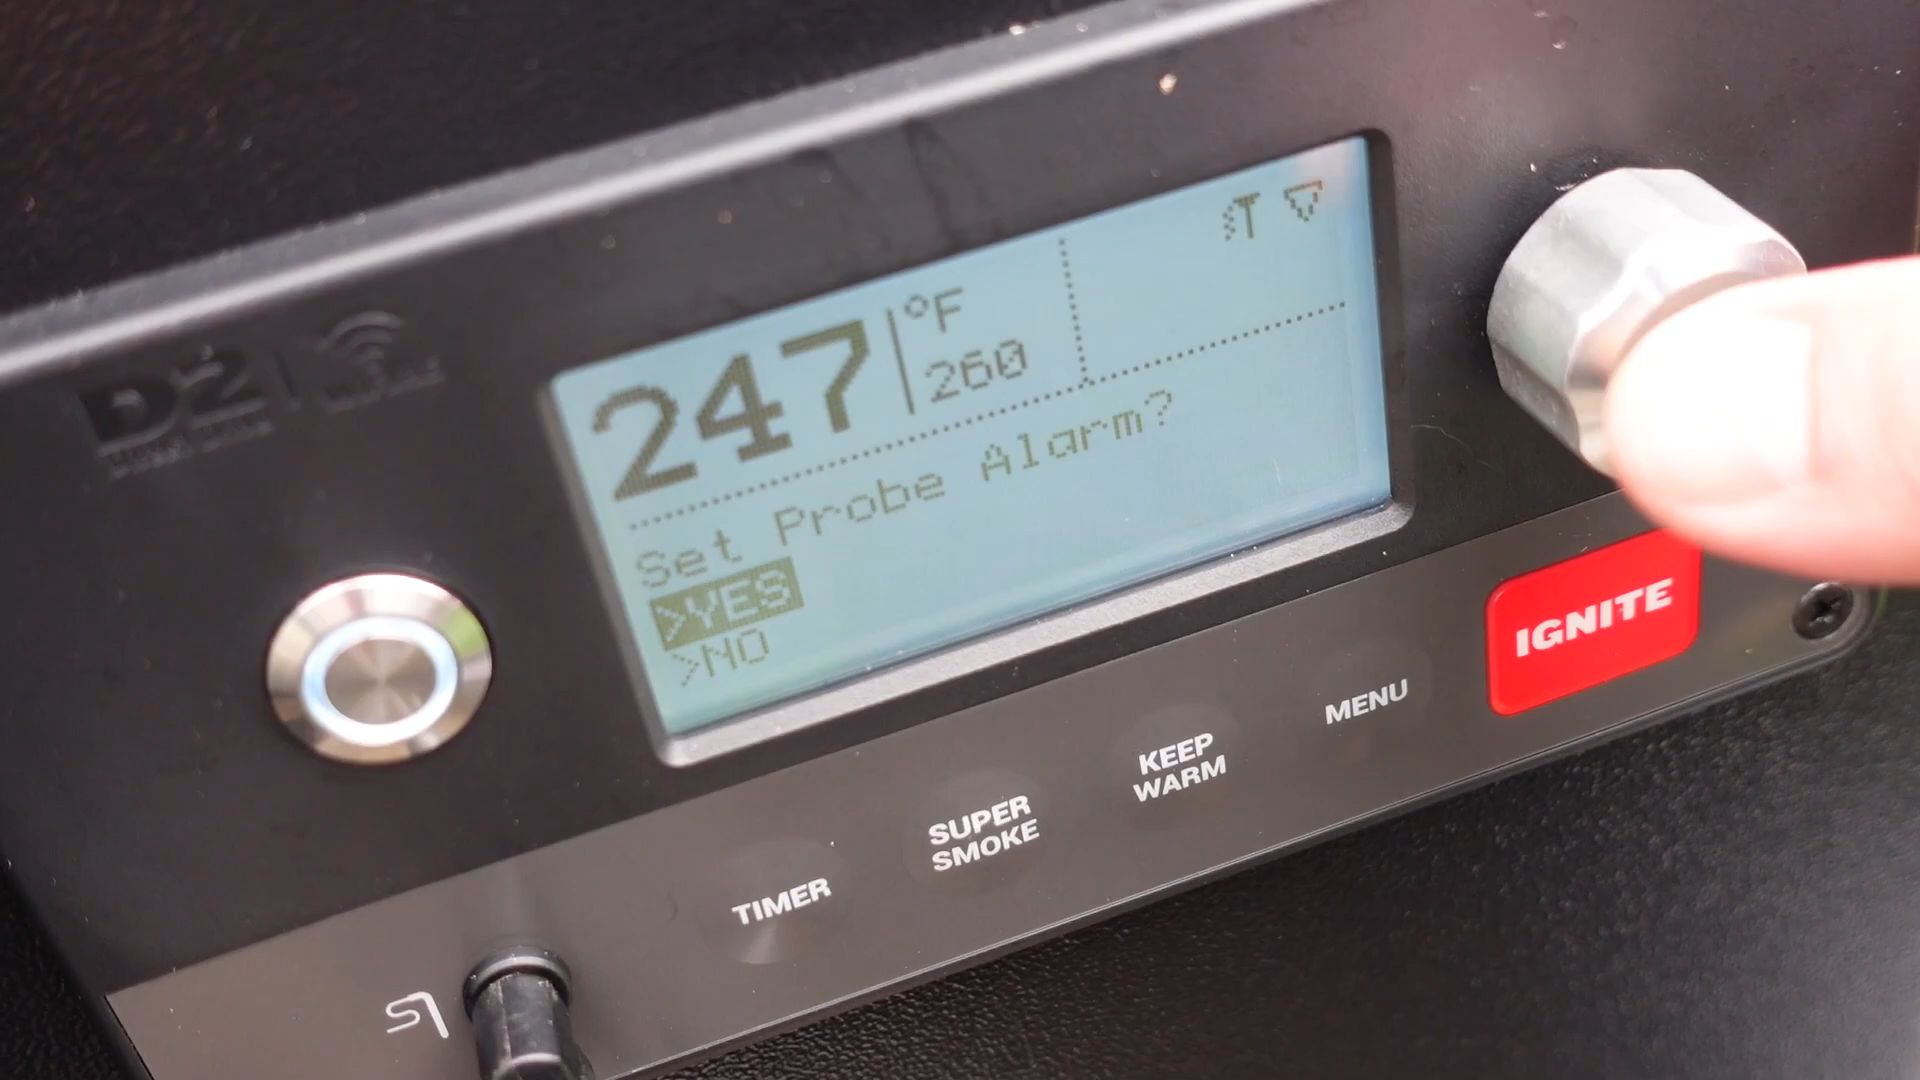 D2
247 °F
260
Set Probe Alarm?
>YES
>NO
IGNITE
MENU
KEEP
WARM
SUPER
SMOKE
TIMER